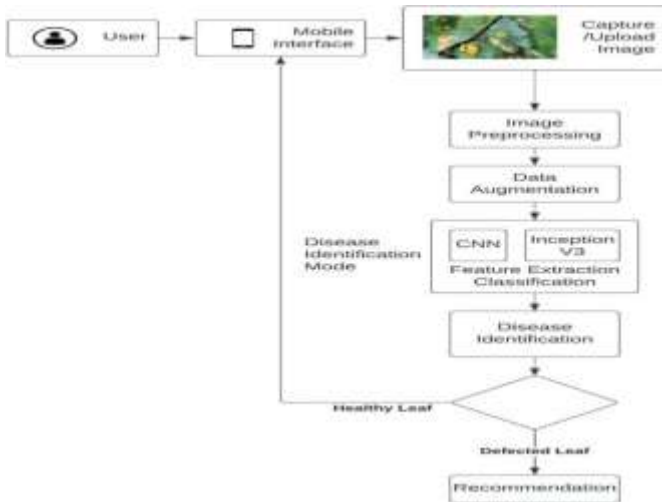 User
Mobile
Interface
Capture
/Upload
Image
Image
Preprocessing
Data
Augmentation
CNN
Inception
V3
Feature Extraction
Classification
Disease
Identification
Mode
Disease
Identification
Healthy Leaf
Defected Leaf
Recommendation